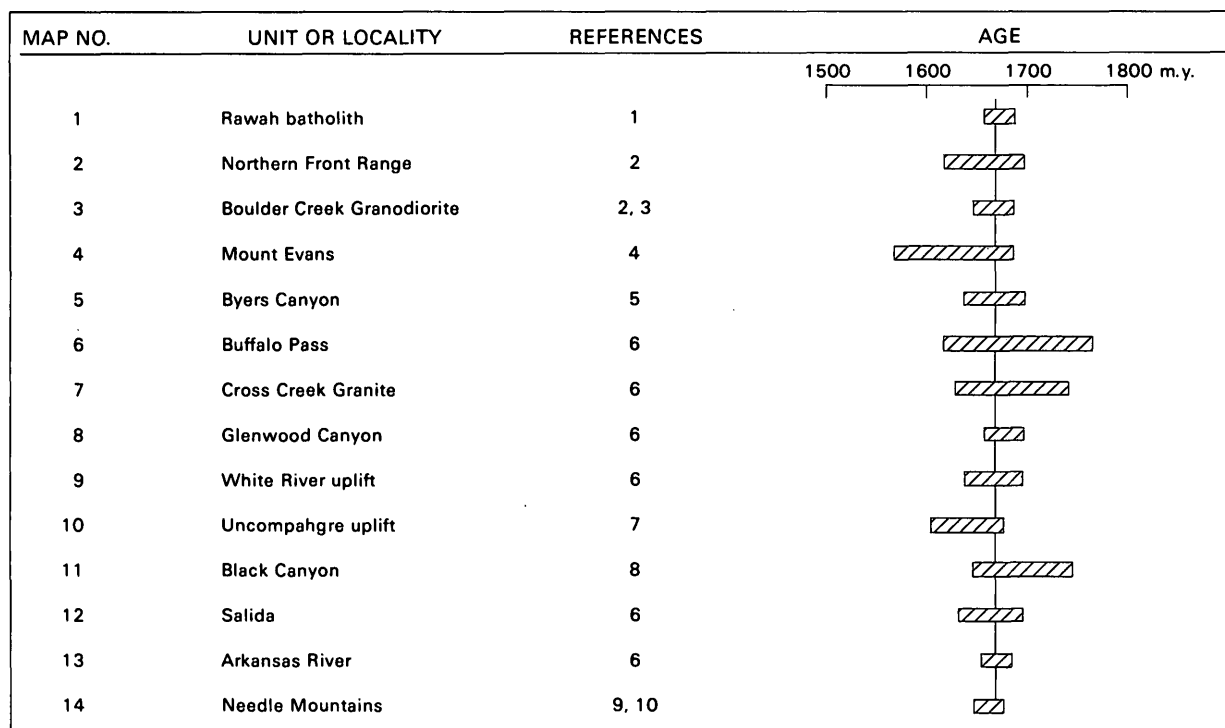 MAP NO. UNIT OR LOCALITY REFERENCES AGE
1500 1600 1700 1800 m.y.
1 Rawah batholith 1
2 Northern Front Range 2
3 Boulder Creek Granodiorite 2, 3
4 Mount Evans 4
5 Byers Canyon 5
6 Buffalo Pass 6
7 Cross Creek Granite 6
8 Glenwood Canyon 6
9 White River uplift 6
10 Uncompahgre uplift 7
11 Black Canyon 8
12 Salida 6
13 Arkansas River 6
14 Needle Mountains 9, 10